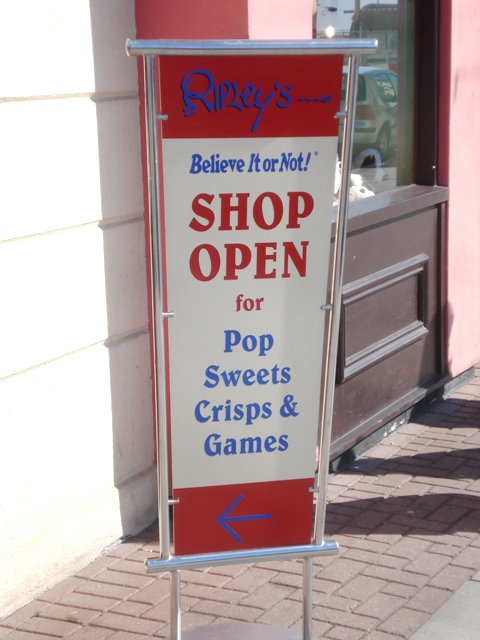 RIPLEY's
Believe It or Not!®
SHOP
OPEN
for
Pop
Sweets
Crisps &
Games